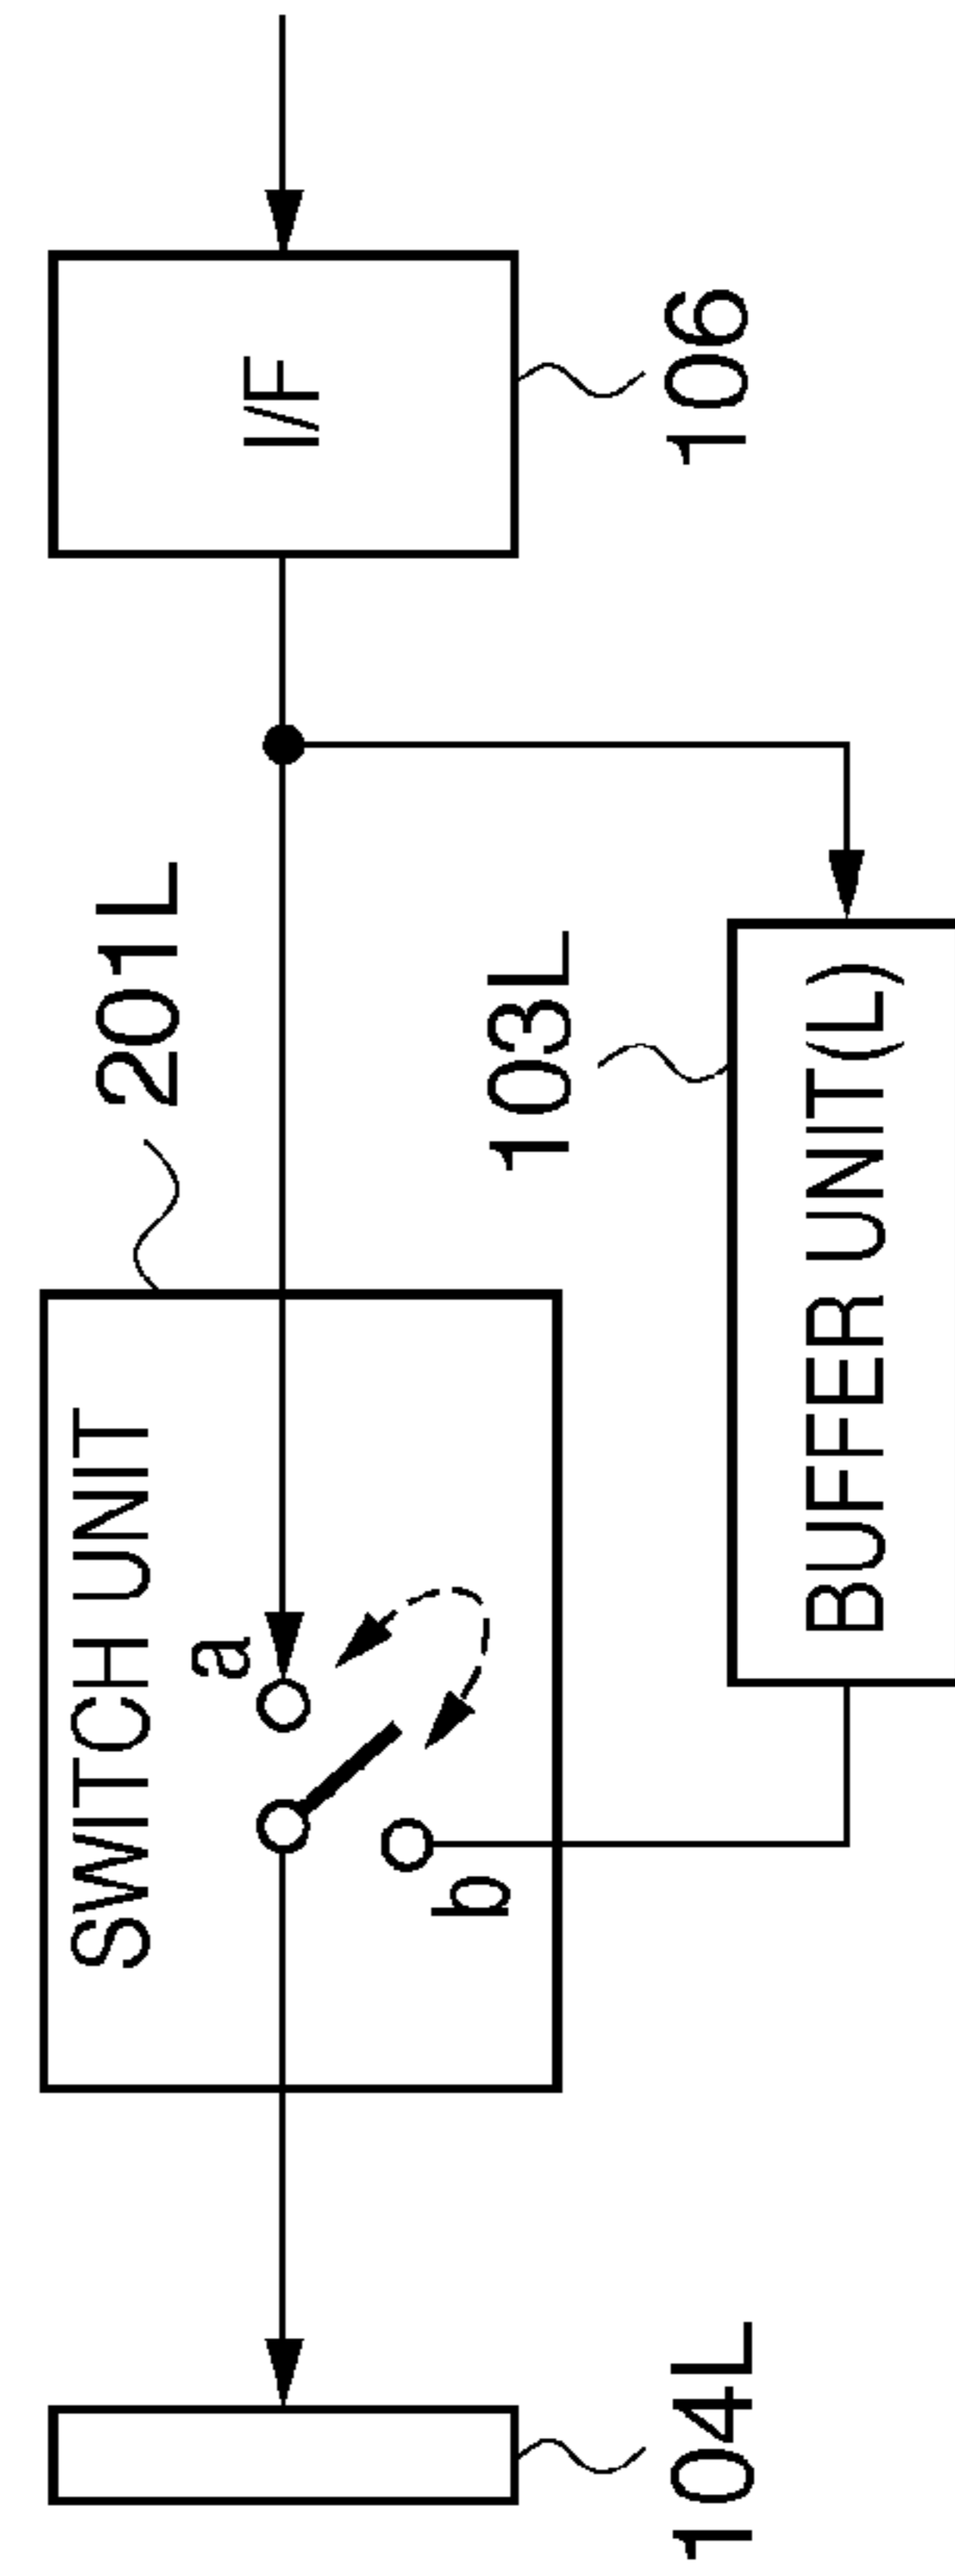 201L
SWITCH UNIT
a
b
I/F
106
103L
BUFFER UNIT(L)
104L